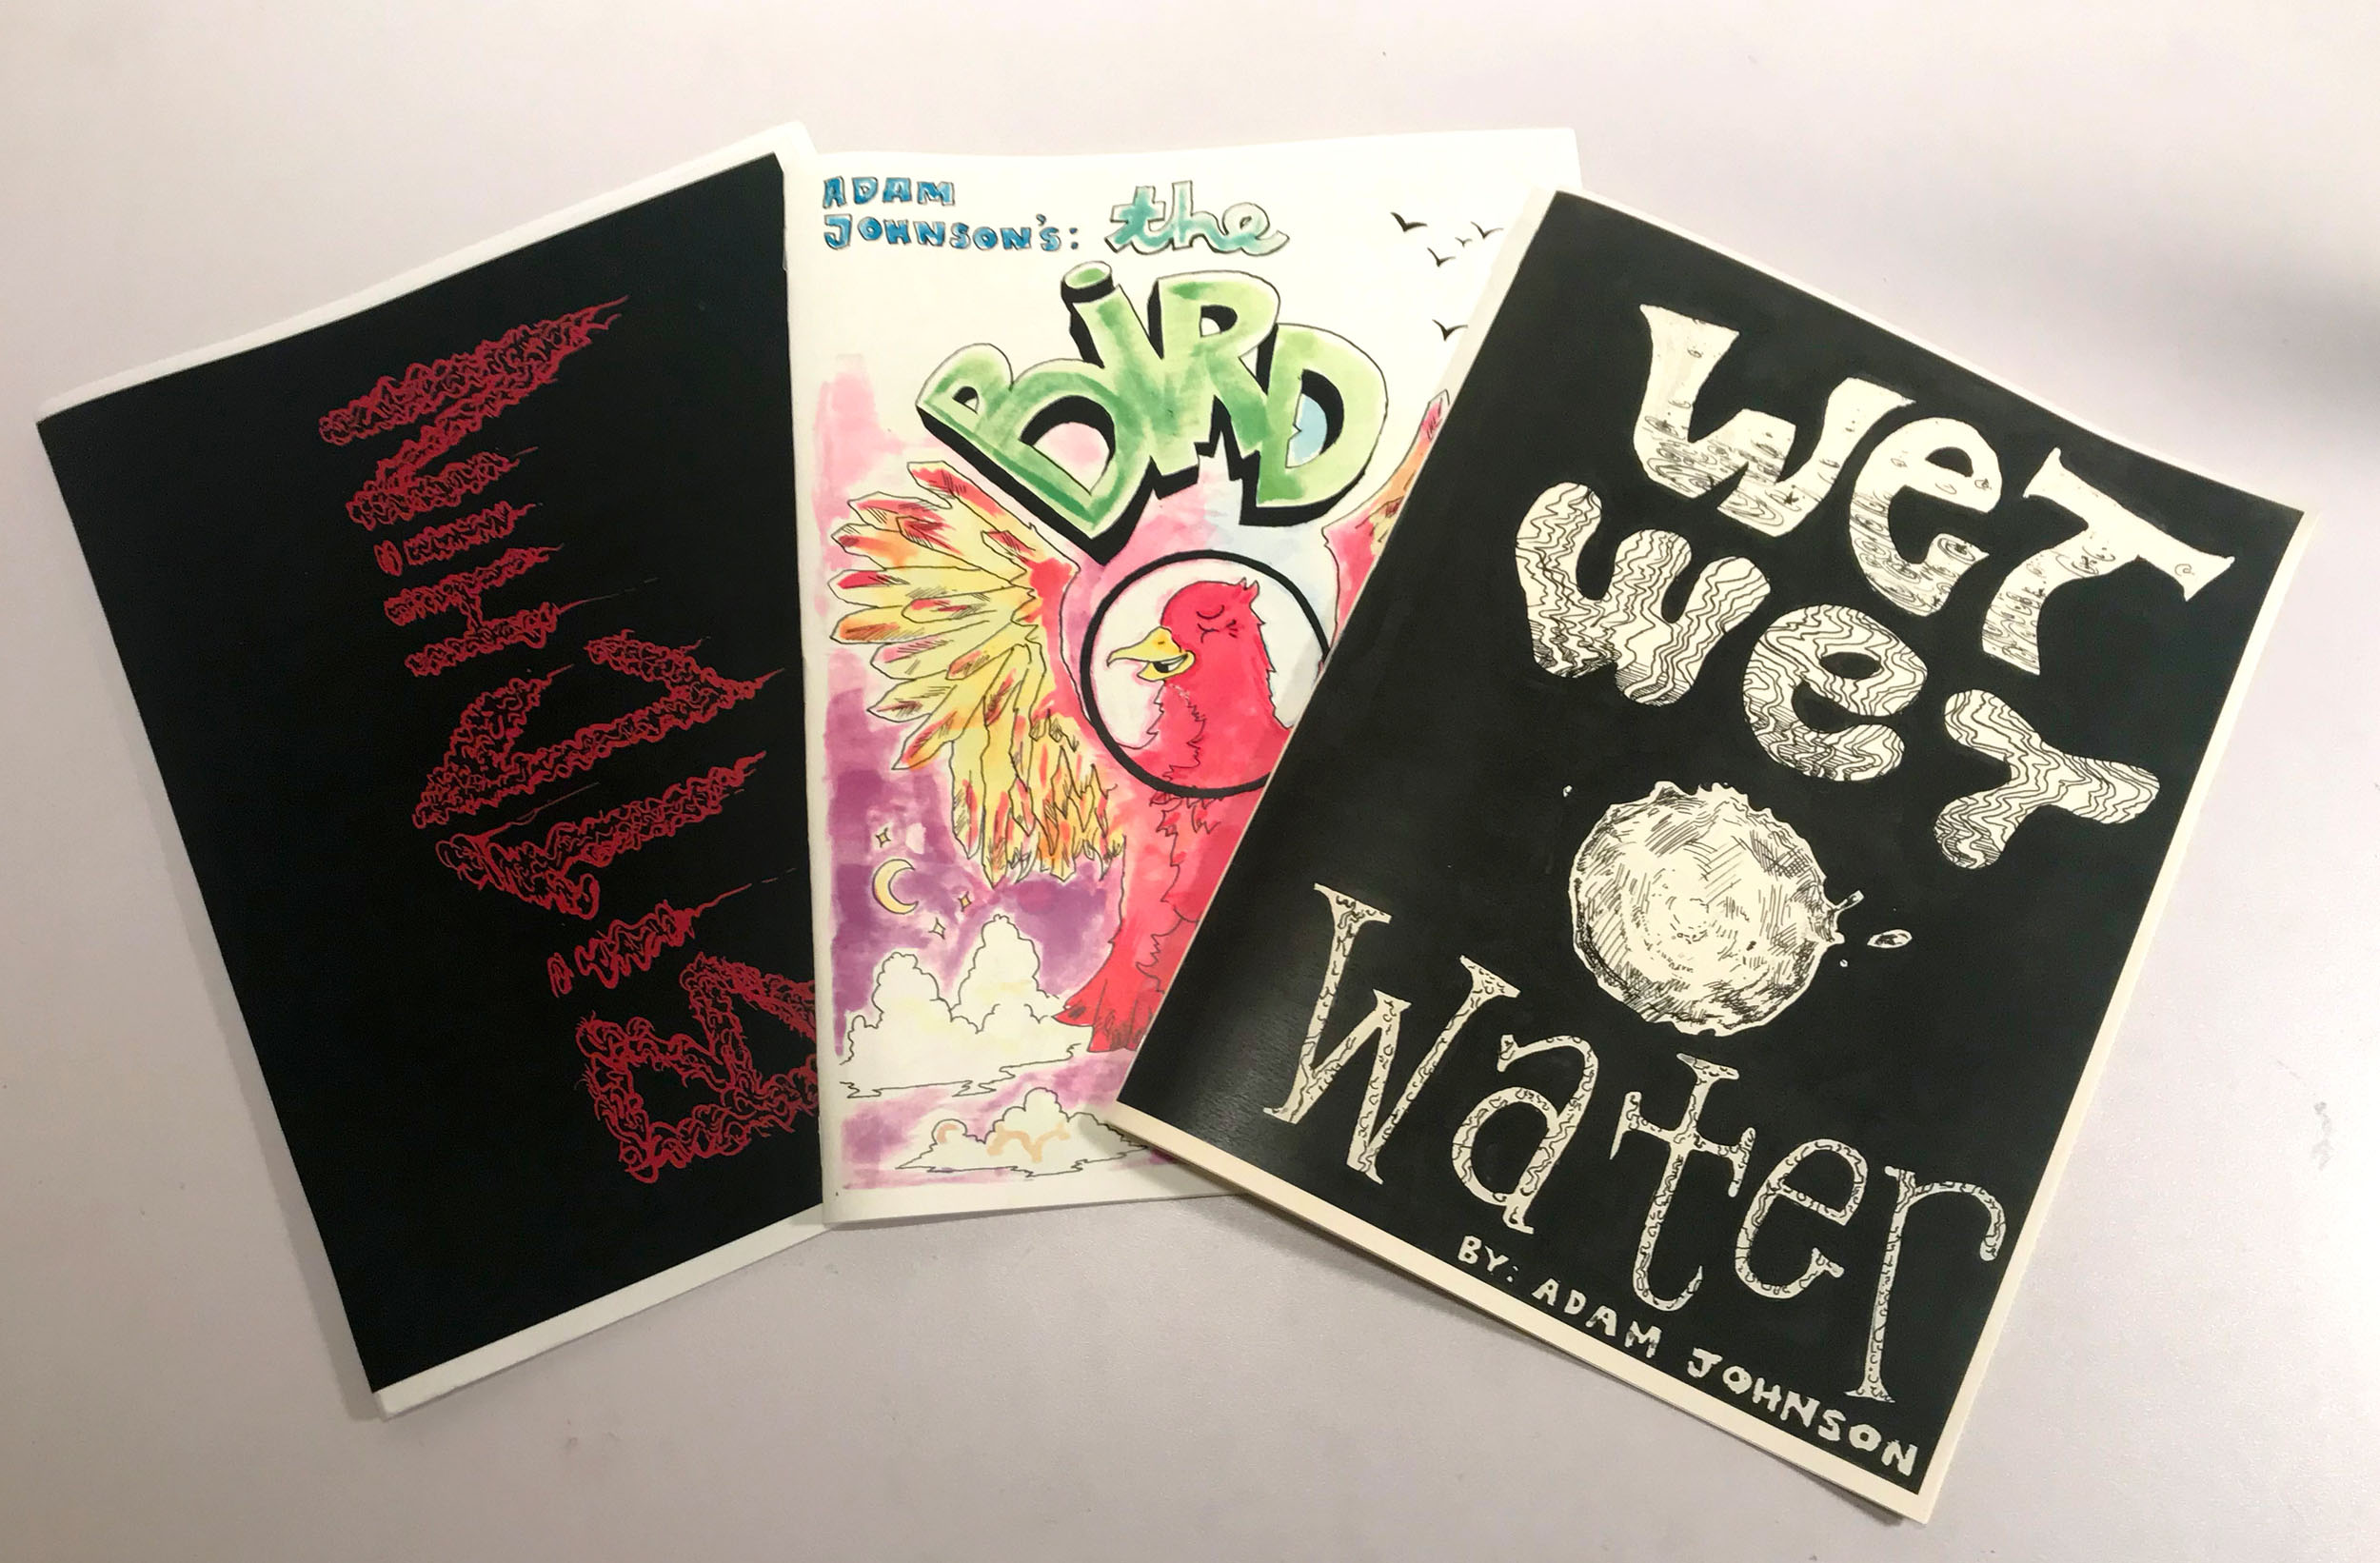 ADAM
JOHNSON'S: the
BiRD
WeT
weT
water
BY: ADAM JOHNSON